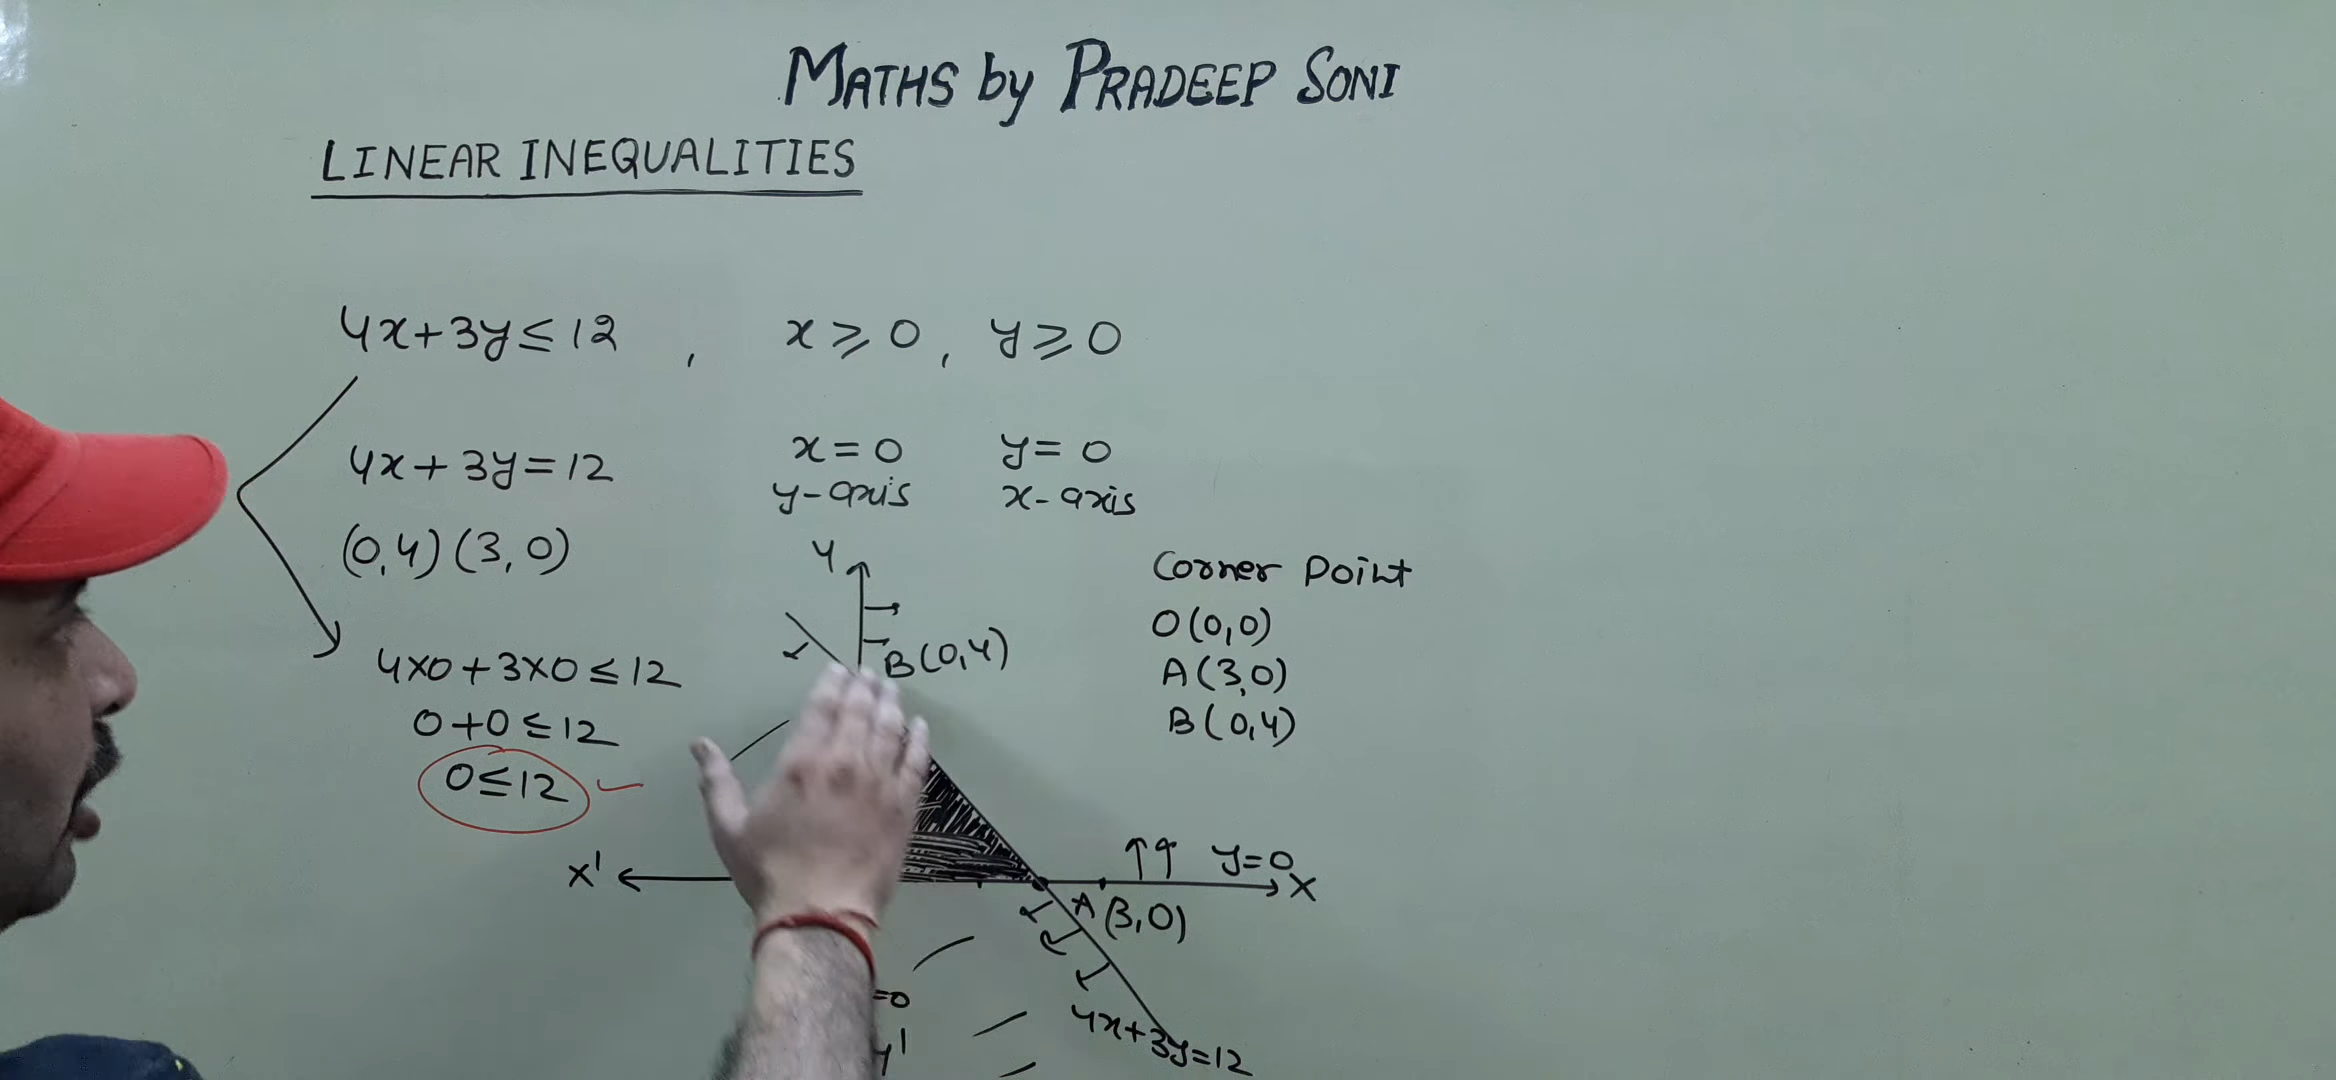 MATHS by PRADEEP SONI
LINEAR INEQUALITIES
4x+3y≤12 , x⩾0, y⩾0
4x+3y=12
(0,4) (3,0)
x=0
y-axis
y=0
x-axis
4×0+3×0≤12
0+0≤12
0≤12
Y
B(0,4)
Corner Point
O(0,0)
A(3,0)
B(0,4)
X'
y=0
X
A(3,0)
=0
Y'
4x+3y=12